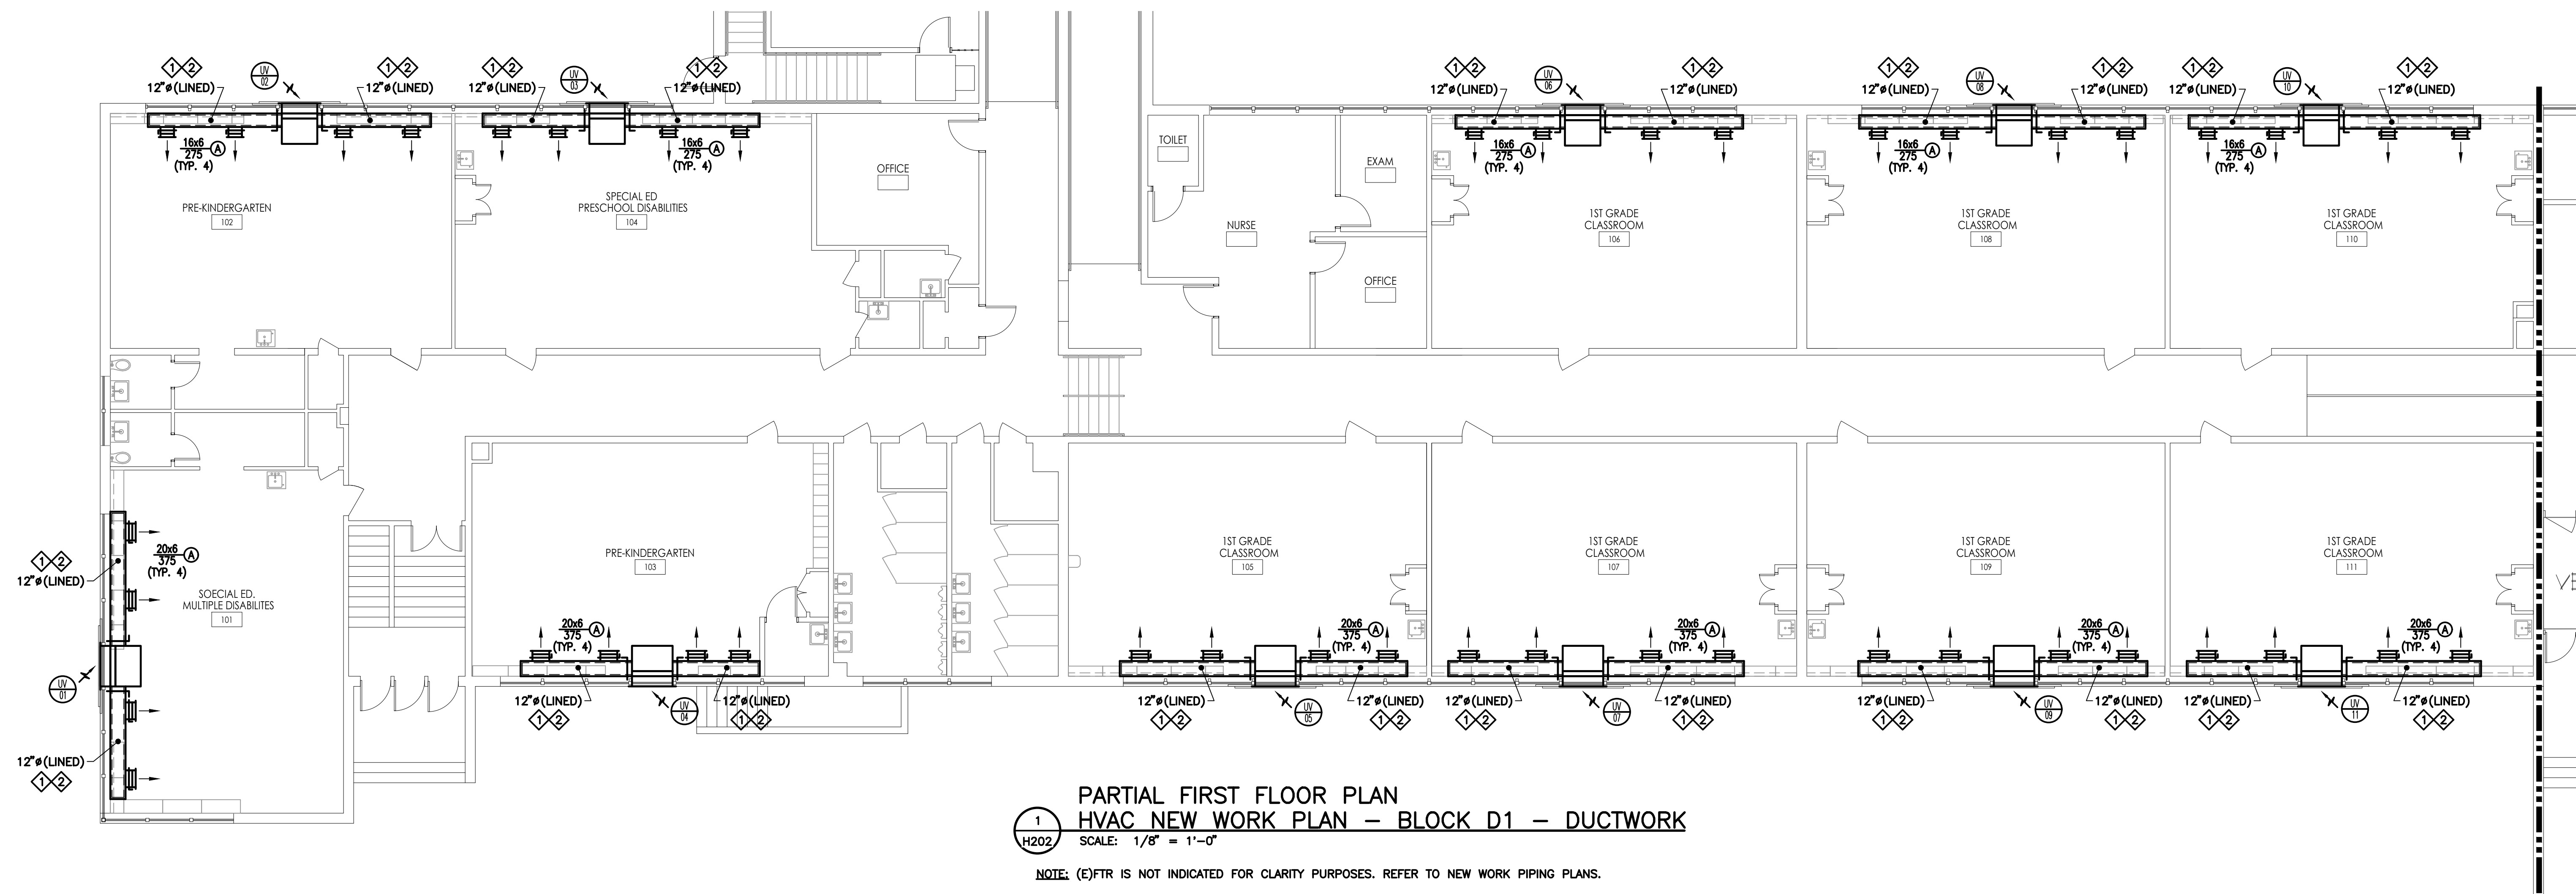 1 2
12"ø(LINED)
UV
02
1 2
12"ø(LINED)
1 2
12"ø(LINED)
UV
03
1 2
12"ø(LINED)
1 2
12"ø(LINED)
UV
06
1 2
12"ø(LINED)
1 2
12"ø(LINED)
UV
08
1 2
12"ø(LINED)
1 2
12"ø(LINED)
UV
10
1 2
12"ø(LINED)
16x6
275
(TYP. 4)
A
16x6
275
(TYP. 4)
A
16x6
275
(TYP. 4)
A
16x6
275
(TYP. 4)
A
16x6
275
(TYP. 4)
A
PRE-KINDERGARTEN
102
SPECIAL ED
PRESCHOOL DISABILITIES
104
OFFICE
TOILET
NURSE
EXAM
OFFICE
1ST GRADE
CLASSROOM
106
1ST GRADE
CLASSROOM
108
1ST GRADE
CLASSROOM
110
1 2
12"ø(LINED)
20x6
375
(TYP. 4)
A
SOECIAL ED.
MULTIPLE DISABILITES
101
UV
01
12"ø(LINED)
1 2
PRE-KINDERGARTEN
103
20x6
375
(TYP. 4)
A
12"ø(LINED)
1 2
UV
04
12"ø(LINED)
1 2
1ST GRADE
CLASSROOM
105
20x6
375
(TYP. 4)
A
12"ø(LINED)
1 2
UV
05
12"ø(LINED)
1 2
1ST GRADE
CLASSROOM
107
20x6
375
(TYP. 4)
A
12"ø(LINED)
1 2
UV
07
12"ø(LINED)
1 2
1ST GRADE
CLASSROOM
109
20x6
375
(TYP. 4)
A
12"ø(LINED)
1 2
UV
09
12"ø(LINED)
1 2
1ST GRADE
CLASSROOM
111
20x6
375
(TYP. 4)
A
12"ø(LINED)
1 2
UV
11
12"ø(LINED)
1 2
PARTIAL FIRST FLOOR PLAN
1
H202
HVAC NEW WORK PLAN – BLOCK D1 – DUCTWORK
SCALE: 1/8" = 1'-0"
NOTE: (E)FTR IS NOT INDICATED FOR CLARITY PURPOSES. REFER TO NEW WORK PIPING PLANS.